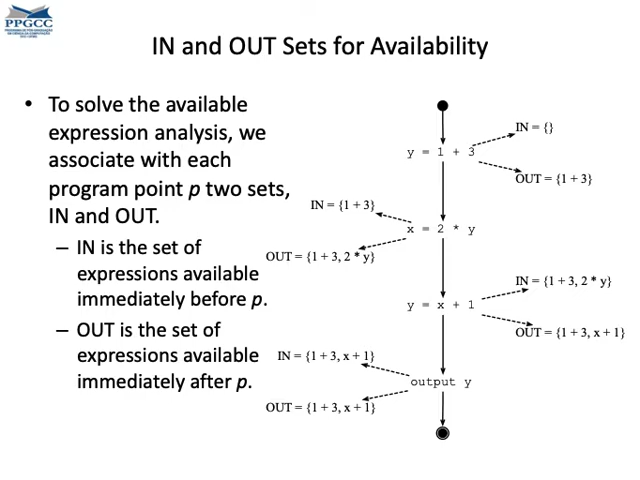 PPGCC
IN and OUT Sets for Availability
• To solve the available
expression analysis, we
associate with each
program point p two sets,
IN and OUT.
– IN is the set of
expressions available
immediately before p.
– OUT is the set of
expressions available
immediately after p.
IN = {}
y = 1 + 3
OUT = {1 + 3}
IN = {1 + 3}
x = 2 * y
OUT = {1 + 3, 2 * y}
IN = {1 + 3, 2 * y}
y = x + 1
OUT = {1 + 3, x + 1}
IN = {1 + 3, x + 1}
output y
OUT = {1 + 3, x + 1}